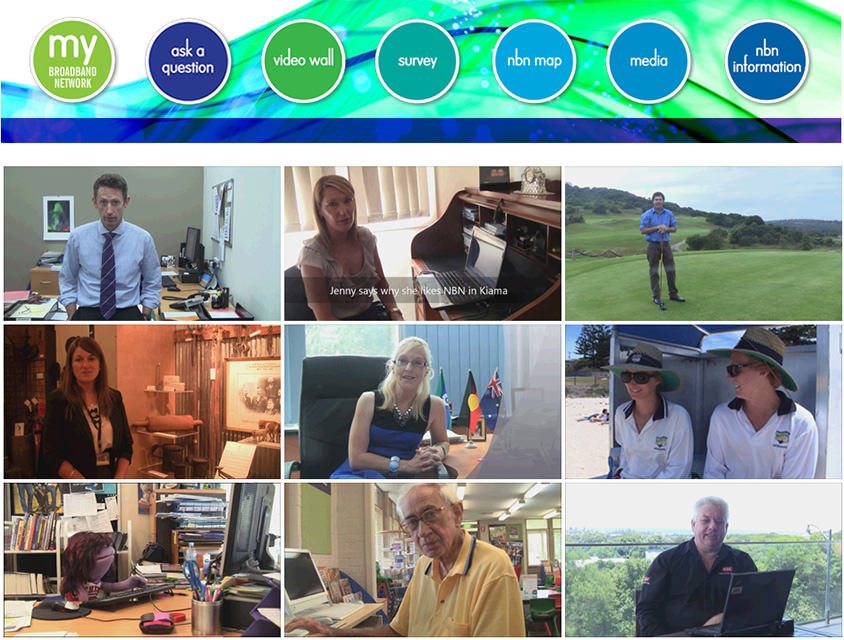 my
BROADBAND
NETWORK
ask a
question
video wall
survey
nbn map
media
nbn
information
Jenny says why she likes NBN in Kiama